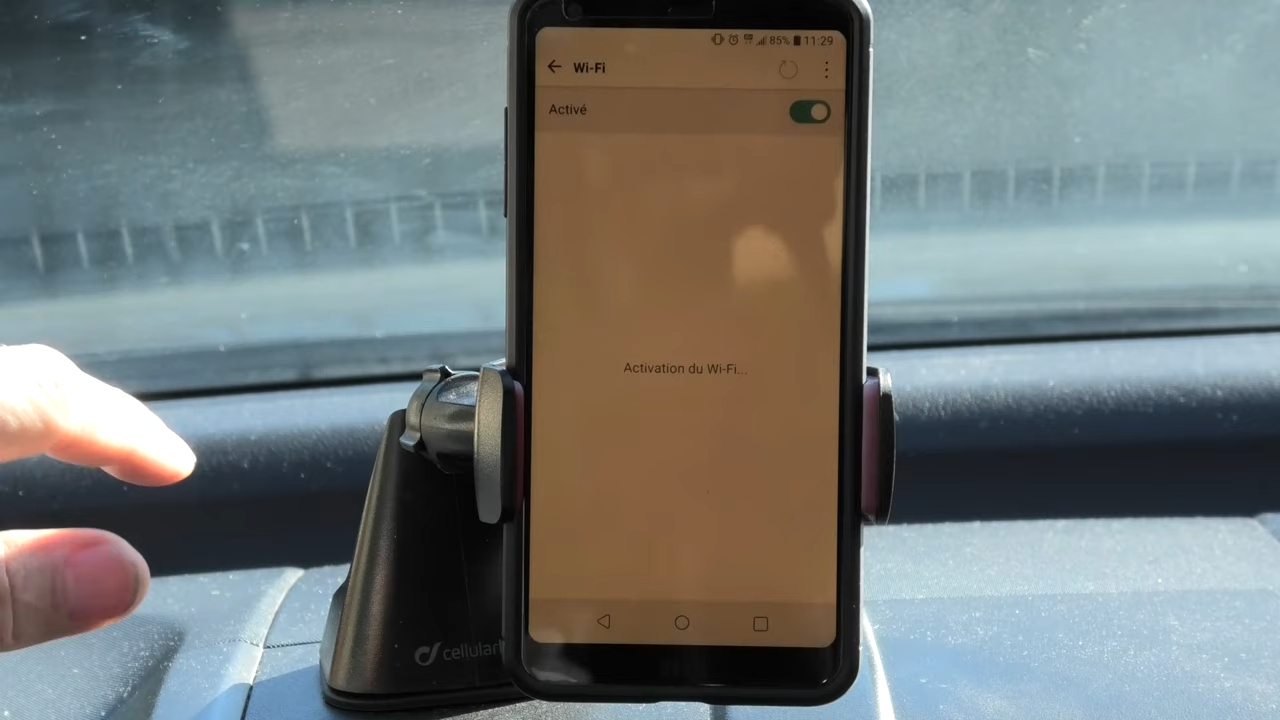 85% 11:29
Wi-Fi
Activé
Activation du Wi-Fi...
cellular